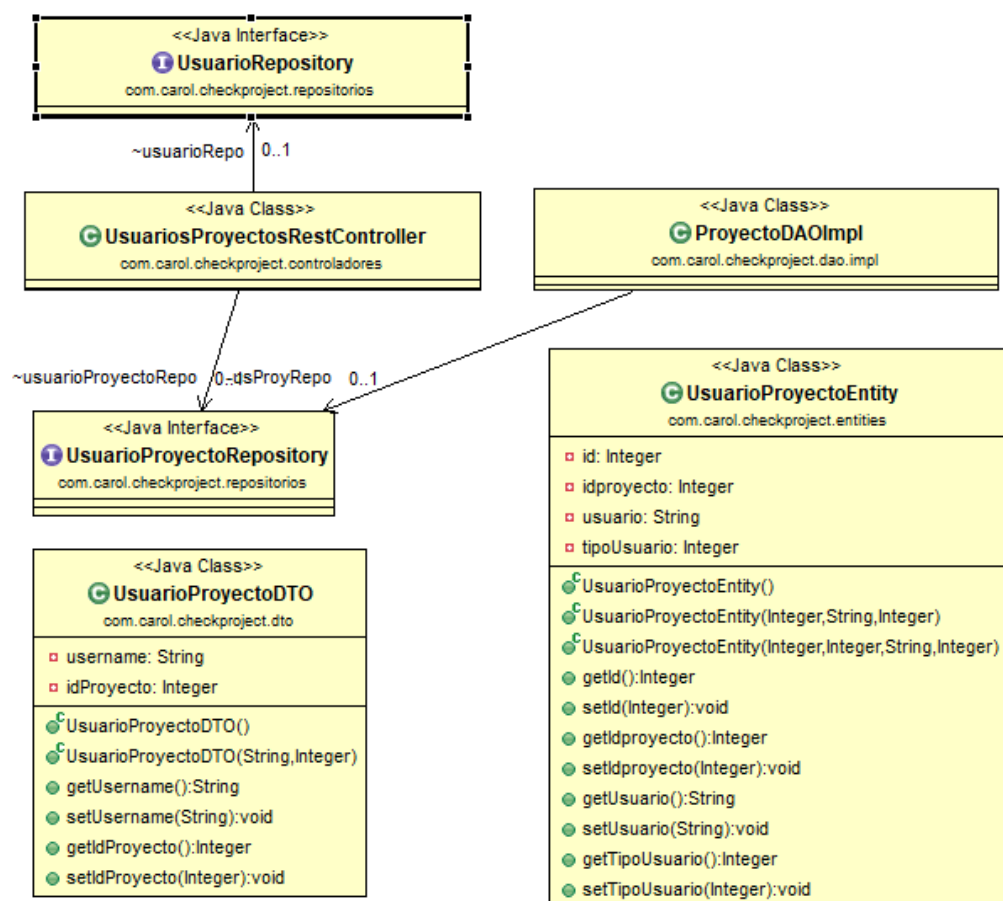 <<Java Interface>>
UsuarioRepository
com.carol.checkproject.repositorios
~usuarioRepo 0..1
<<Java Class>>
UsuariosProyectosRestController
com.carol.checkproject.controladores
<<Java Class>>
ProyectoDAOImpl
com.carol.checkproject.dao.impl
~usuarioProyectoRepo 0..1
~usProyRepo 0..1
<<Java Interface>>
UsuarioProyectoRepository
com.carol.checkproject.repositorios
<<Java Class>>
UsuarioProyectoDTO
com.carol.checkproject.dto
username: String
idProyecto: Integer
UsuarioProyectoDTO()
UsuarioProyectoDTO(String,Integer)
getUsername():String
setUsername(String):void
getIdProyecto():Integer
setIdProyecto(Integer):void
<<Java Class>>
UsuarioProyectoEntity
com.carol.checkproject.entities
id: Integer
idproyecto: Integer
usuario: String
tipoUsuario: Integer
UsuarioProyectoEntity()
UsuarioProyectoEntity(Integer,String,Integer)
UsuarioProyectoEntity(Integer,Integer,String,Integer)
getId():Integer
setId(Integer):void
getIdproyecto():Integer
setIdproyecto(Integer):void
getUsuario():String
setUsuario(String):void
getTipoUsuario():Integer
setTipoUsuario(Integer):void